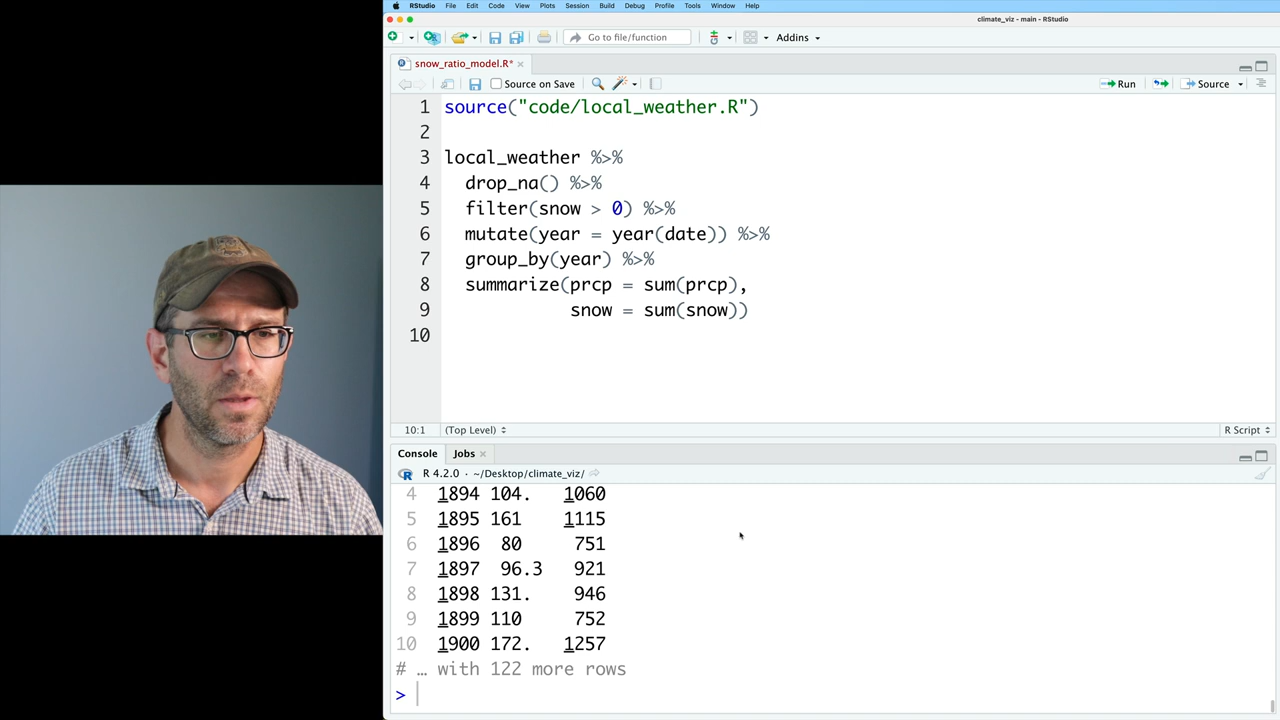 RStudio File Edit Code View Plots Session Build Debug Profile Tools Window Help
climate_viz - main - RStudio
Go to file/function Addins
snow_ratio_model.R*
Source on Save Run Source
1 source("code/local_weather.R")
2
3 local_weather %>%
4 drop_na() %>%
5 filter(snow > 0) %>%
6 mutate(year = year(date)) %>%
7 group_by(year) %>%
8 summarize(prcp = sum(prcp),
9 snow = sum(snow))
10
10:1 (Top Level) R Script
Console Jobs
R 4.2.0 · ~/Desktop/climate_viz/
4 1894 104. 1060
5 1895 161 1115
6 1896 80 751
7 1897 96.3 921
8 1898 131. 946
9 1899 110 752
10 1900 172. 1257
# … with 122 more rows
>